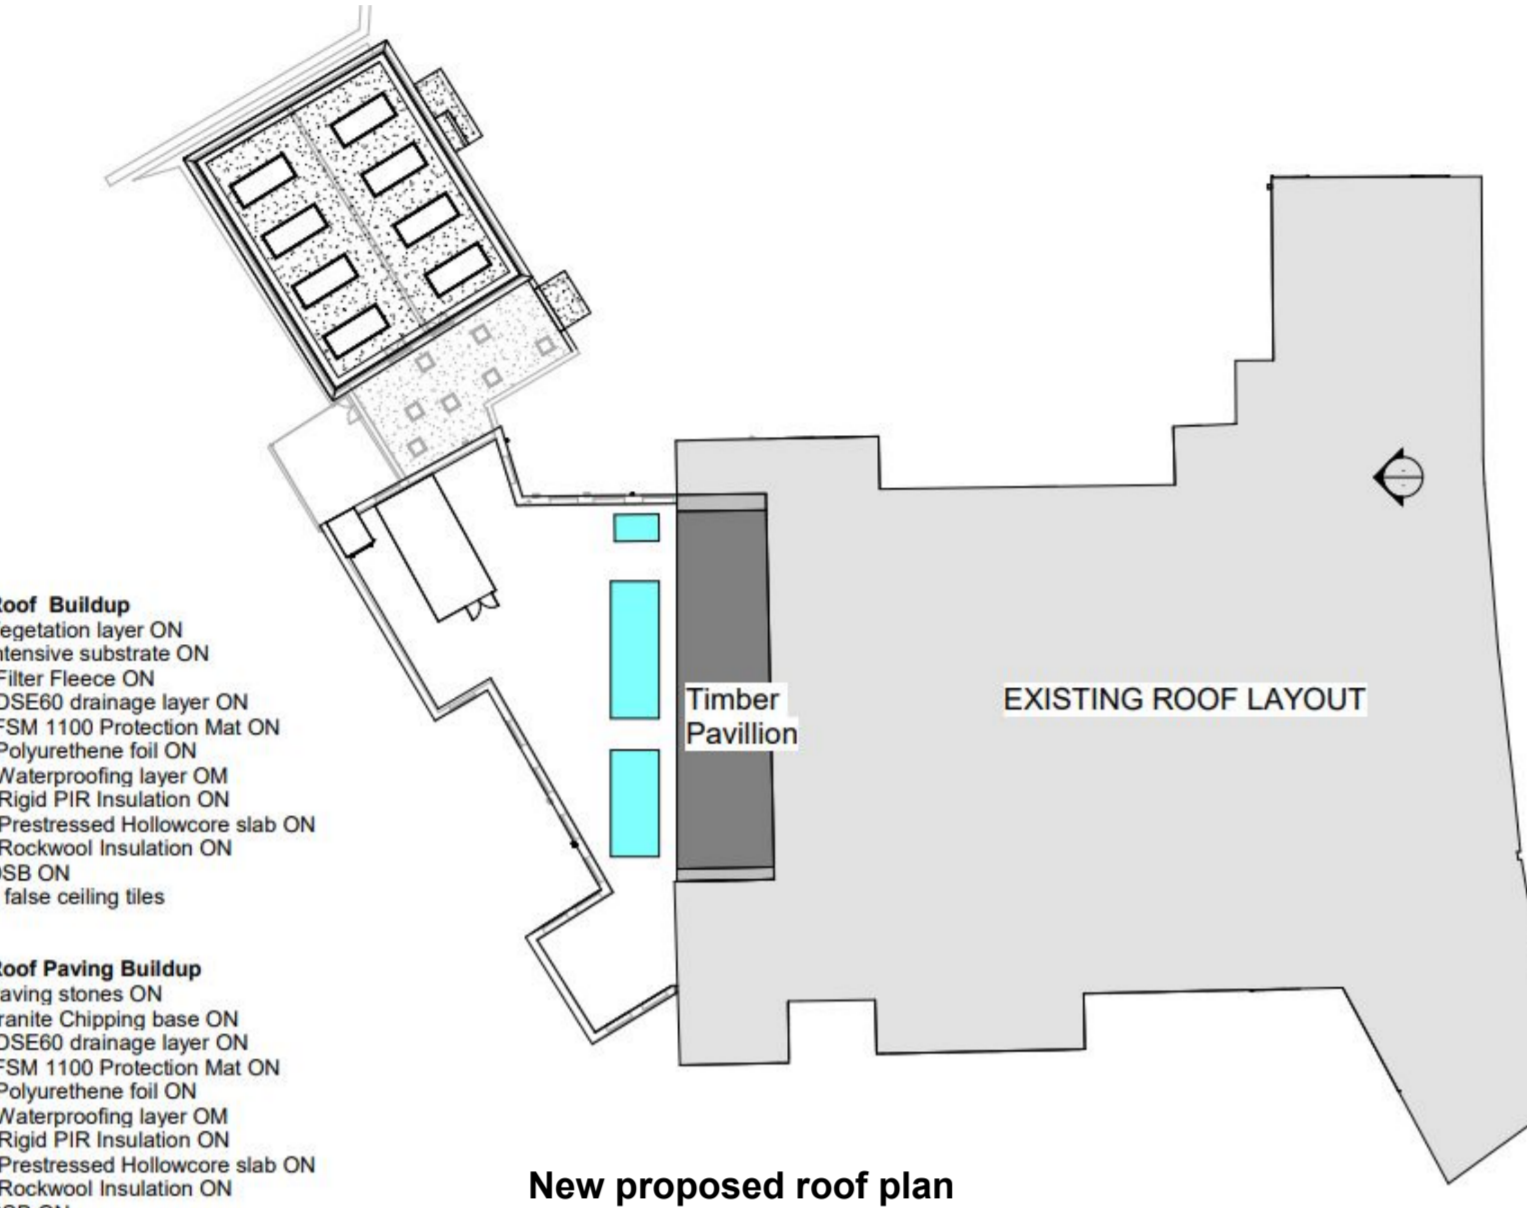 Roof Buildup
egetation layer ON
ntensive substrate ON
Filter Fleece ON
DSE60 drainage layer ON
FSM 1100 Protection Mat ON
Polyurethene foil ON
Waterproofing layer OM
Rigid PIR Insulation ON
Prestressed Hollowcore slab ON
Rockwool Insulation ON
OSB ON
false ceiling tiles
Roof Paving Buildup
aving stones ON
ranite Chipping base ON
DSE60 drainage layer ON
FSM 1100 Protection Mat ON
Polyurethene foil ON
Waterproofing layer OM
Rigid PIR Insulation ON
Prestressed Hollowcore slab ON
Rockwool Insulation ON
Timber
Pavillion
EXISTING ROOF LAYOUT
New proposed roof plan